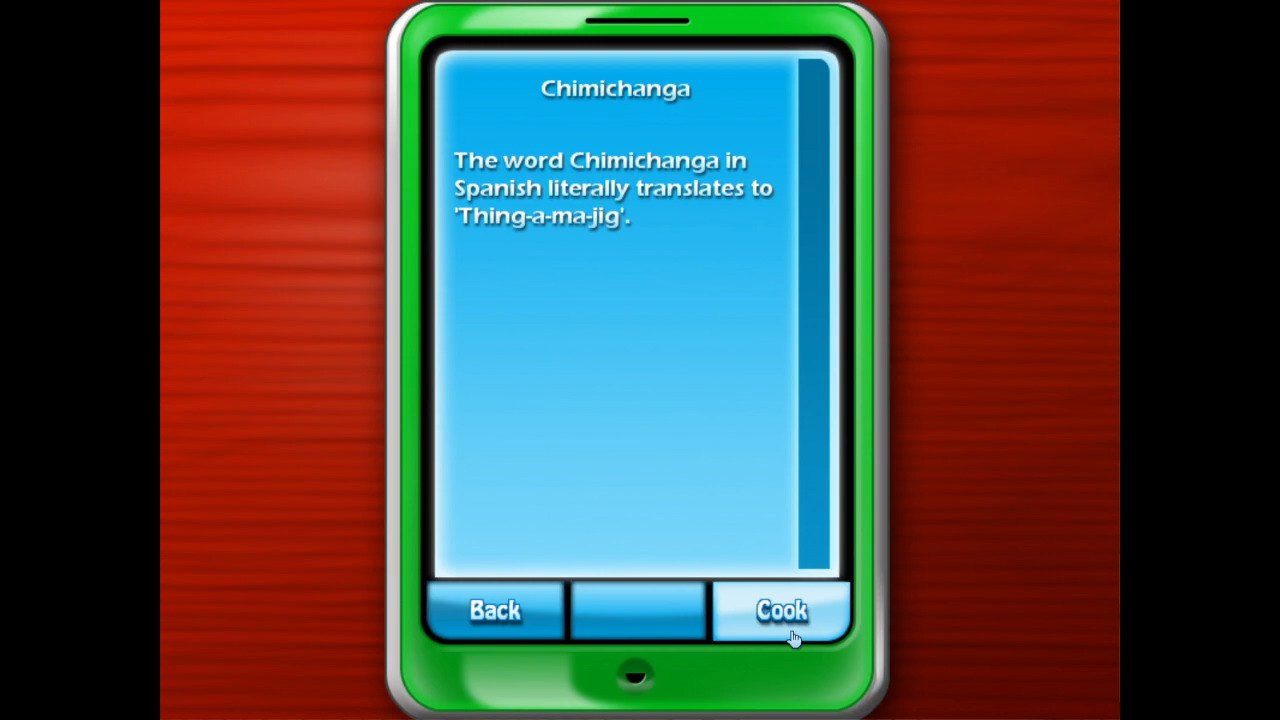 Chimichanga
The word Chimichanga in
Spanish literally translates to
'Thing-a-ma-jig'.
Back
Cook